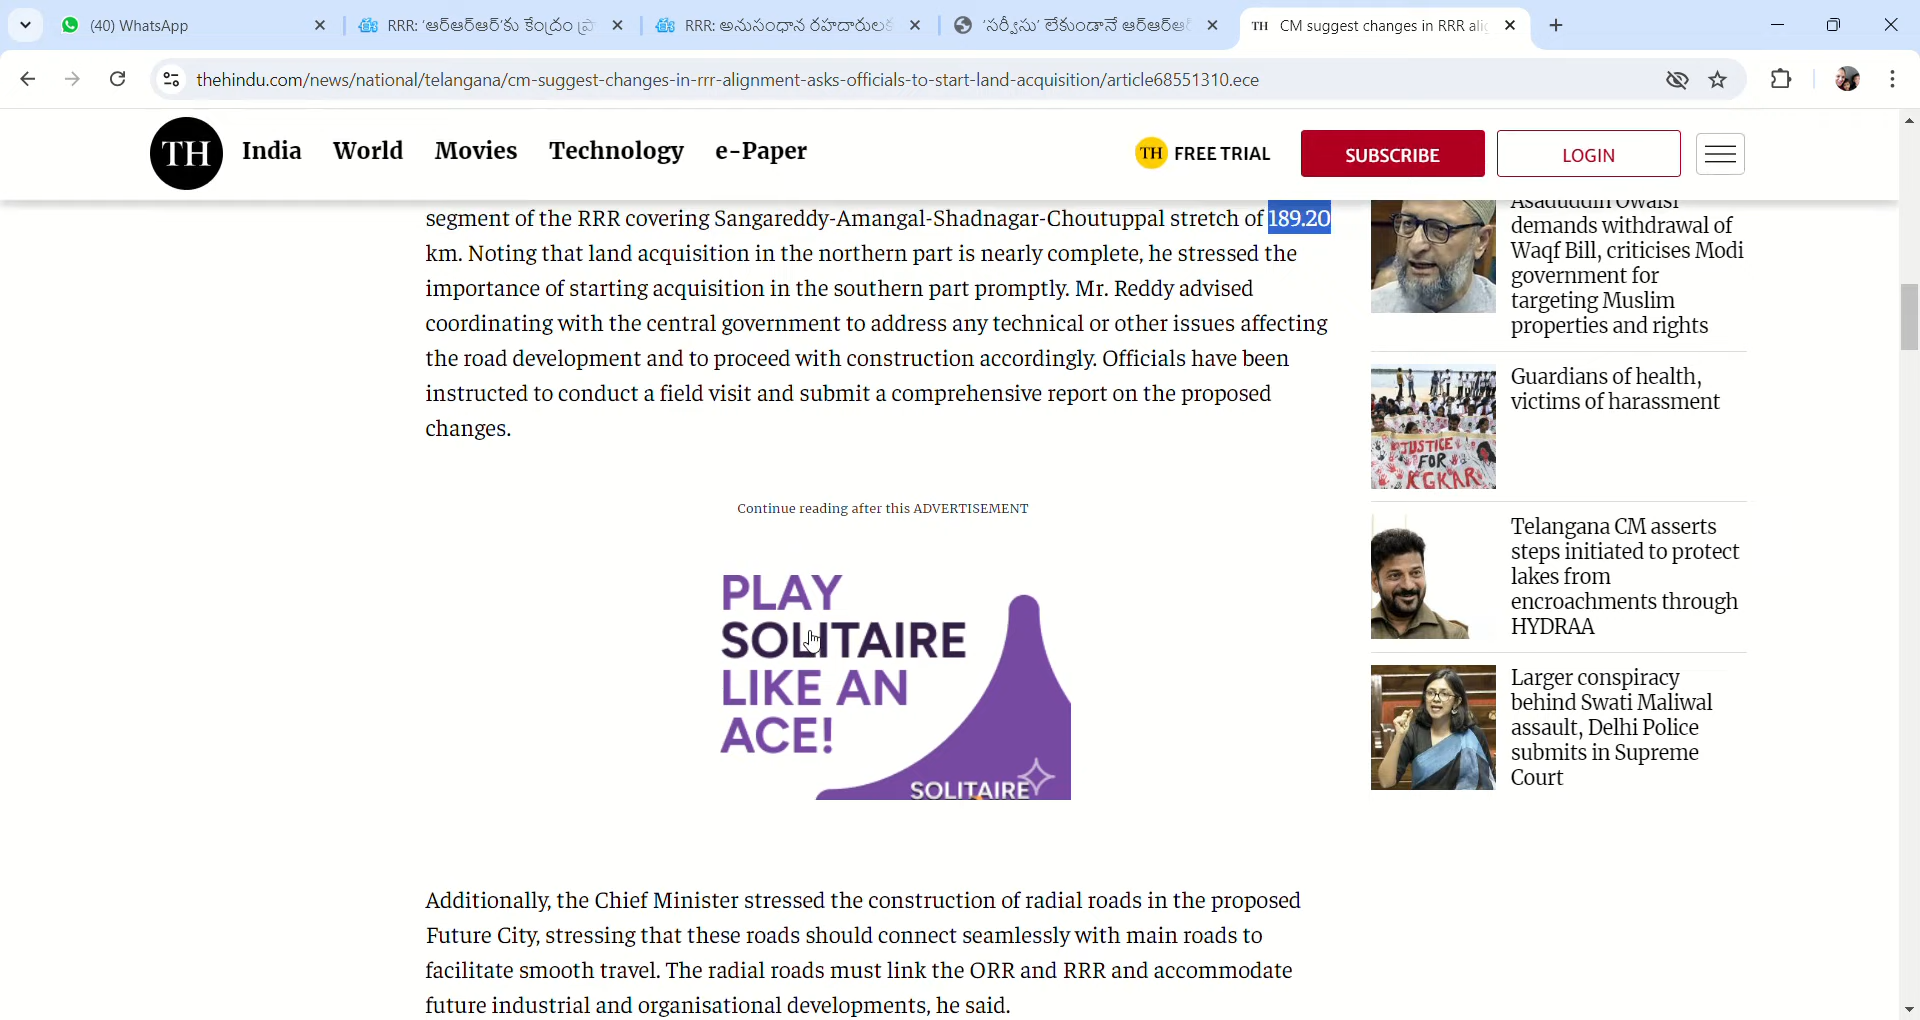 (40) WhatsApp
RRR: 'ఆర్ఆర్ఆర్'కు కేంద్రం
RRR: అనుసంధాన రహదారులక
'సర్వీసు' లేకుండానే
TH CM suggest changes in RRR
thehindu.com/news/national/telangana/cm-suggest-changes-in-rrr-alignment-asks-officials-to-start-land-acquisition/article68551310.ece
TH India World Movies Technology e-Paper TH FREE TRIAL SUBSCRIBE LOGIN
segment of the RRR covering Sangareddy-Amangal-Shadnagar-Choutuppal stretch of 189.20
km. Noting that land acquisition in the northern part is nearly complete, he stressed the
importance of starting acquisition in the southern part promptly. Mr. Reddy advised
coordinating with the central government to address any technical or other issues affecting
the road development and to proceed with construction accordingly. Officials have been
instructed to conduct a field visit and submit a comprehensive report on the proposed
changes.
Continue reading after this ADVERTISEMENT
PLAY
SOLITAIRE
LIKE AN
ACE!
SOLITAIRE
Additionally, the Chief Minister stressed the construction of radial roads in the proposed
Future City, stressing that these roads should connect seamlessly with main roads to
facilitate smooth travel. The radial roads must link the ORR and RRR and accommodate
future industrial and organisational developments, he said.
Asaduddin Owaisi
demands withdrawal of
Waqf Bill, criticises Modi
government for
targeting Muslim
properties and rights
JUSTICE
FOR
Guardians of health,
victims of harassment
Telangana CM asserts
steps initiated to protect
lakes from
encroachments through
HYDRAA
Larger conspiracy
behind Swati Maliwal
assault, Delhi Police
submits in Supreme
Court